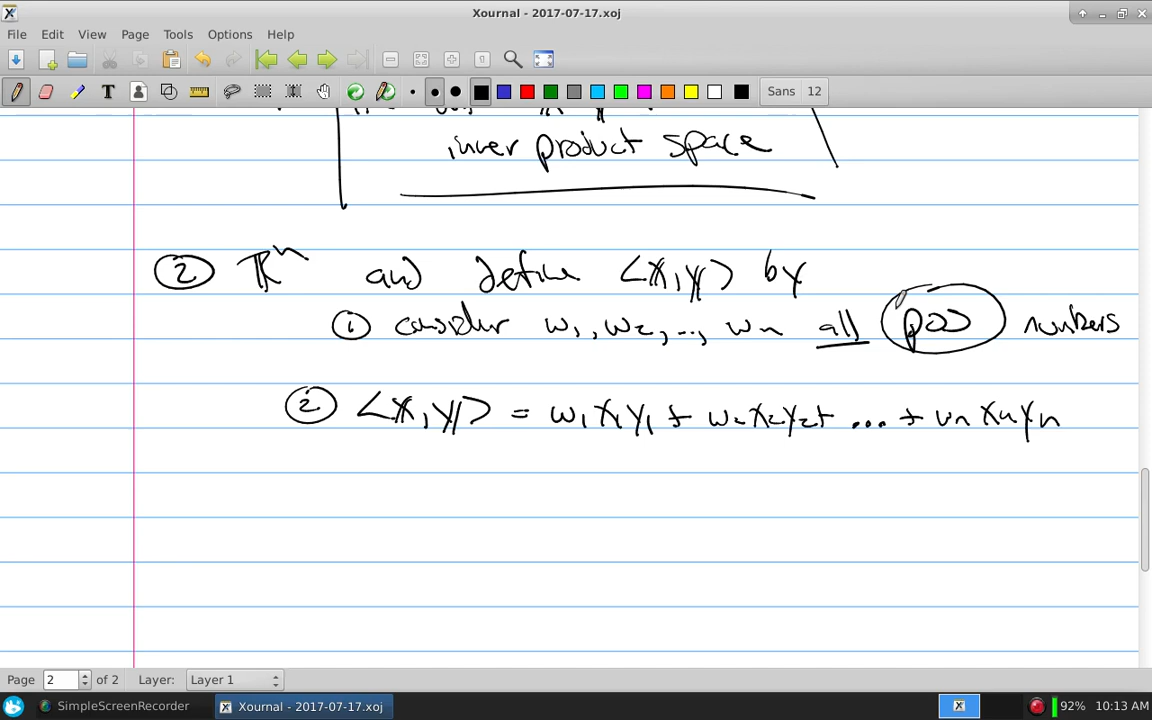 Xournal - 2017-07-17.xoj
File Edit View Page Tools Options Help
Sans 12
inner product space
② ℝⁿ and define <x,y> by
① consider w₁, w₂, ..., wₙ all pos numbers
② <x,y> = w₁x₁y₁ + w₂x₂y₂ + ... + wₙxₙyₙ
Page 2 of 2 Layer: Layer 1
SimpleScreenRecorder Xournal - 2017-07-17.xoj 92% 10:13 AM